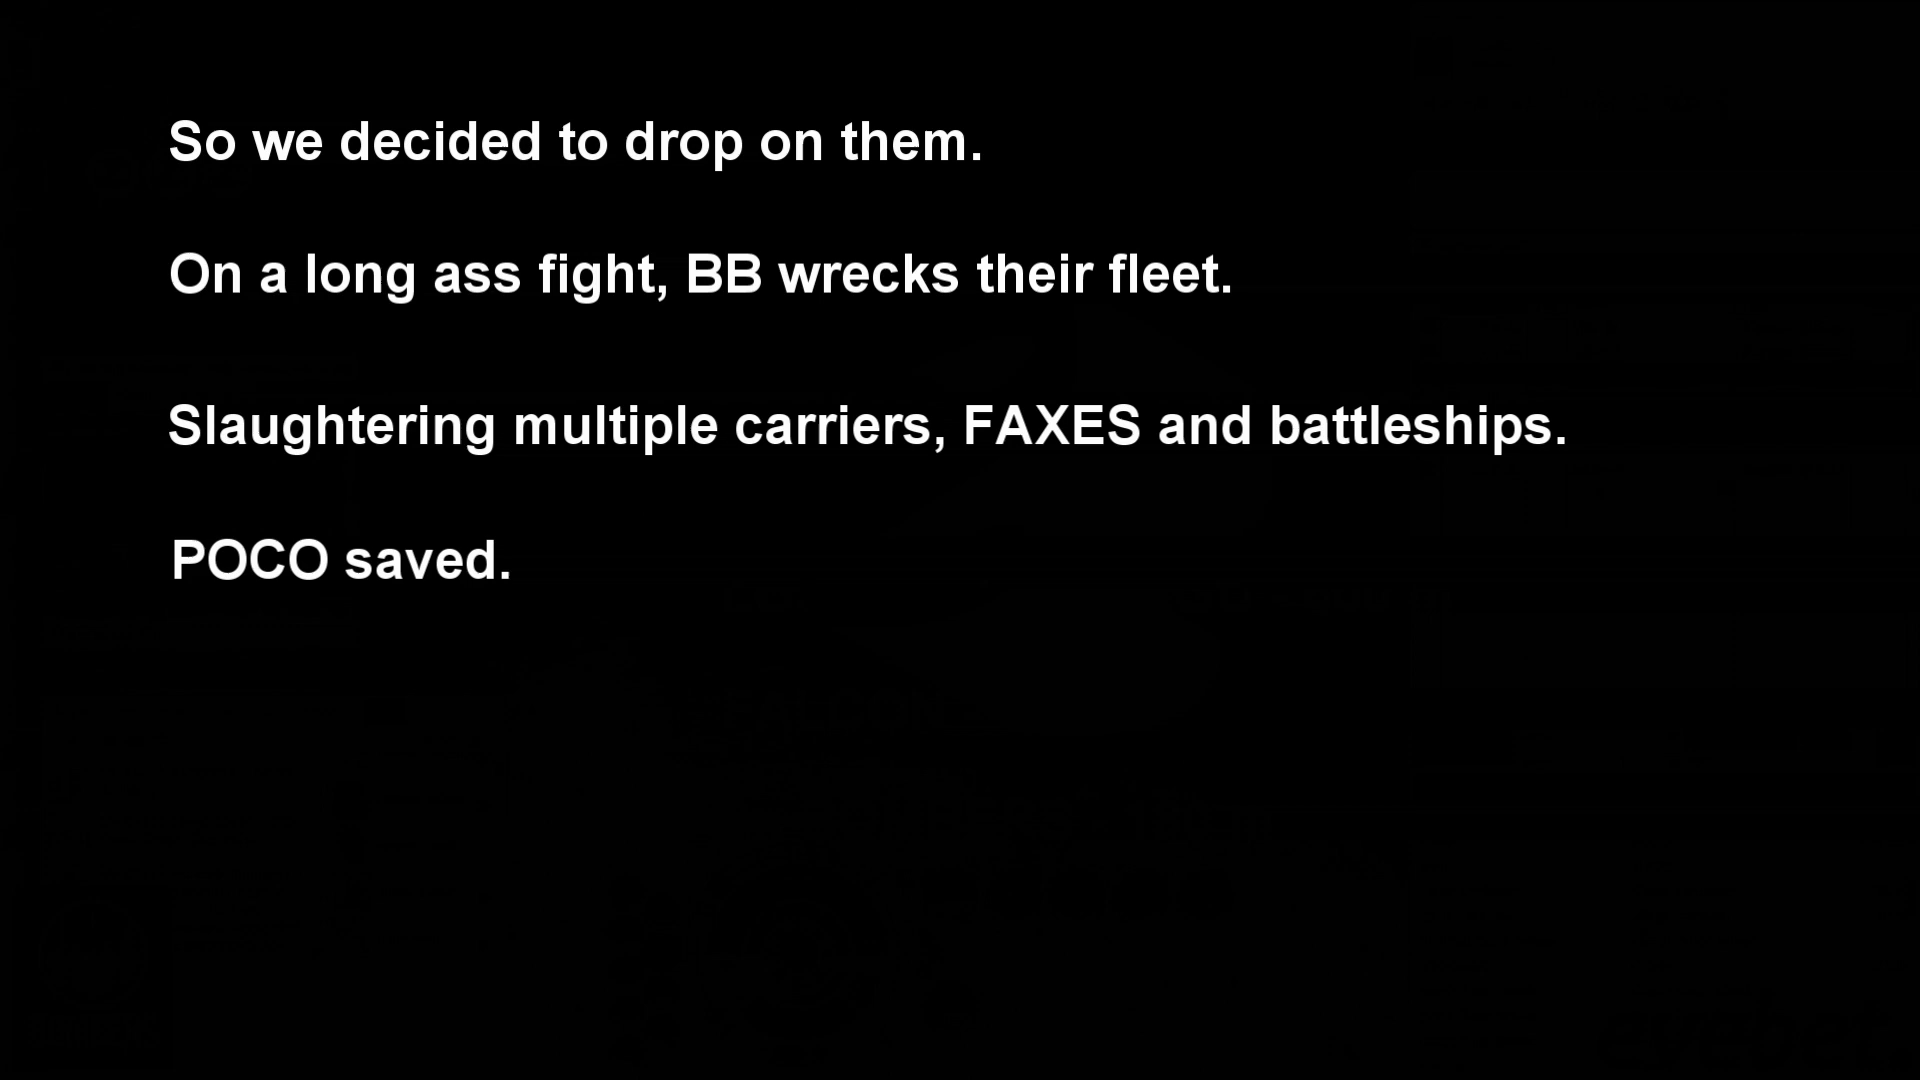 So we decided to drop on them.
On a long ass fight, BB wrecks their fleet.
Slaughtering multiple carriers, FAXES and battleships.
POCO saved.